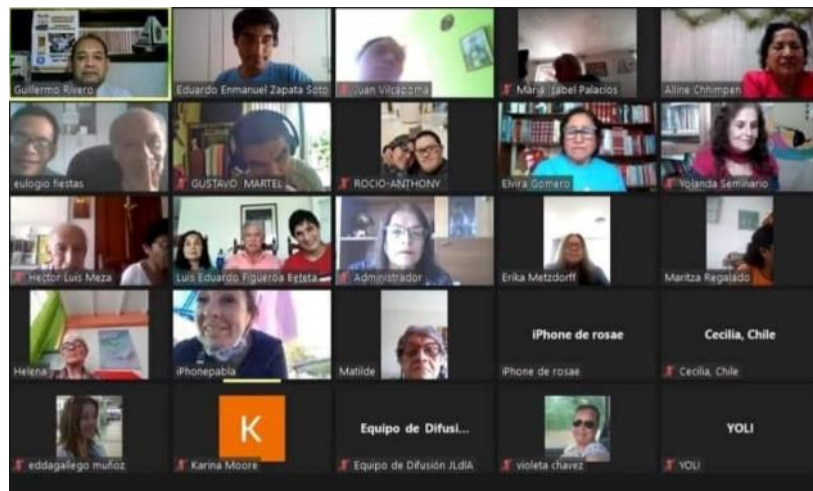 Guillermo Rivero
Eduardo Enmanuel Zapata Soto
Juan Vilcapoma
Maria Isabel Palacios
Alline Chhimpen
eulogio fiestas
GUSTAVO MARTEL
ROCIO-ANTHONY
Elvira Gomero
Yolanda Seminario
Hector Luis Meza
Luis Eduardo Figueroa Beteta
Administrador
Erika Metzdorff
Maritza Regalado
Helena
iPhonepabla
Matilde
iPhone de rosae
iPhone de rosae
Cecilia, Chile
Cecilia, Chile
eddagallego muñoz
K
Karina Moore
Equipo de Difusi...
Equipo de Difusión JLdIA
violeta chavez
YOLI
YOLI